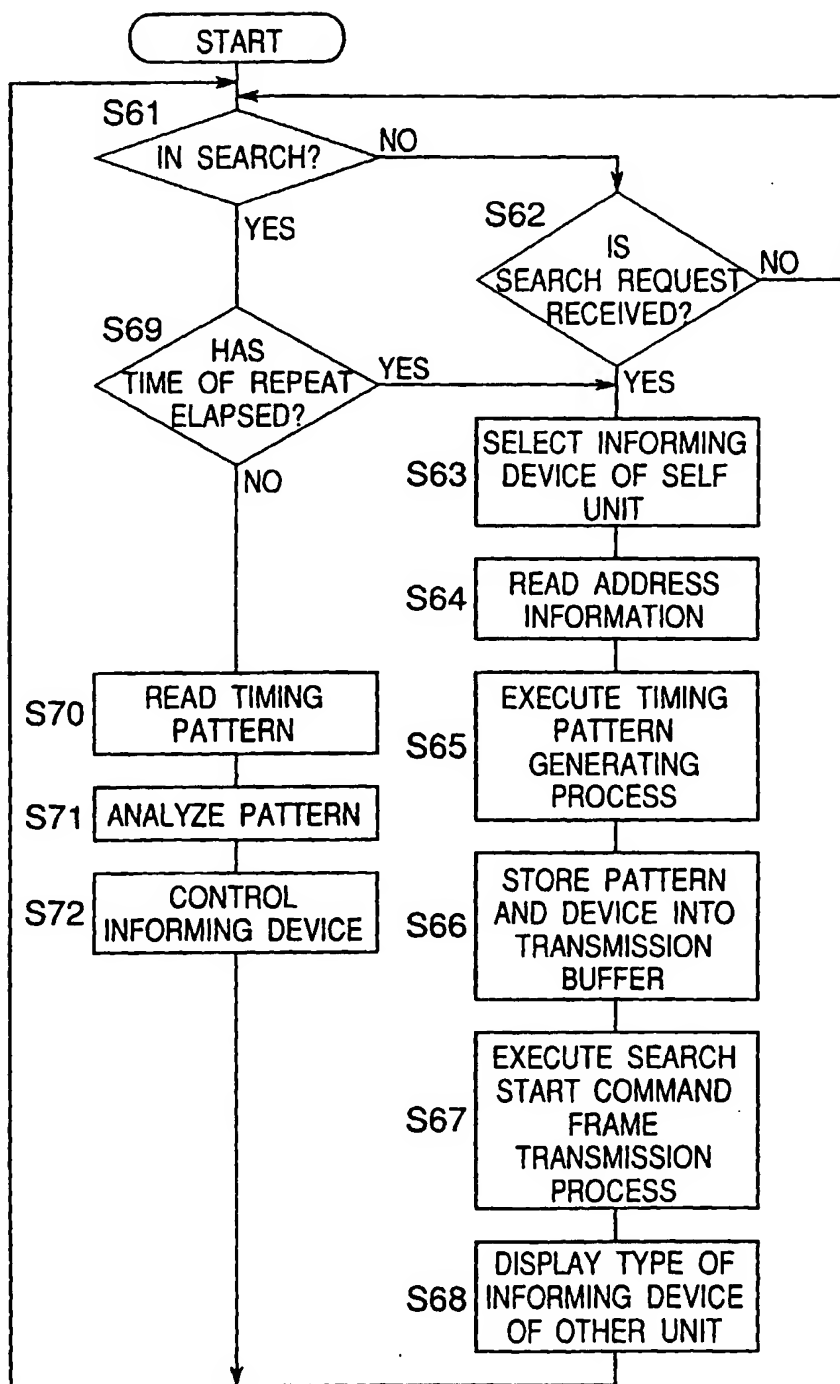 START
S61
IN SEARCH?
NO
YES
S62
IS
SEARCH REQUEST
RECEIVED?
NO
YES
S69
HAS
TIME OF REPEAT
ELAPSED?
YES
NO
S63
SELECT INFORMING
DEVICE OF SELF
UNIT
S64
READ ADDRESS
INFORMATION
S65
EXECUTE TIMING
PATTERN
GENERATING
PROCESS
S66
STORE PATTERN
AND DEVICE INTO
TRANSMISSION
BUFFER
S67
EXECUTE SEARCH
START COMMAND
FRAME
TRANSMISSION
PROCESS
S68
DISPLAY TYPE OF
INFORMING DEVICE
OF OTHER UNIT
S70
READ TIMING
PATTERN
S71
ANALYZE PATTERN
S72
CONTROL
INFORMING DEVICE